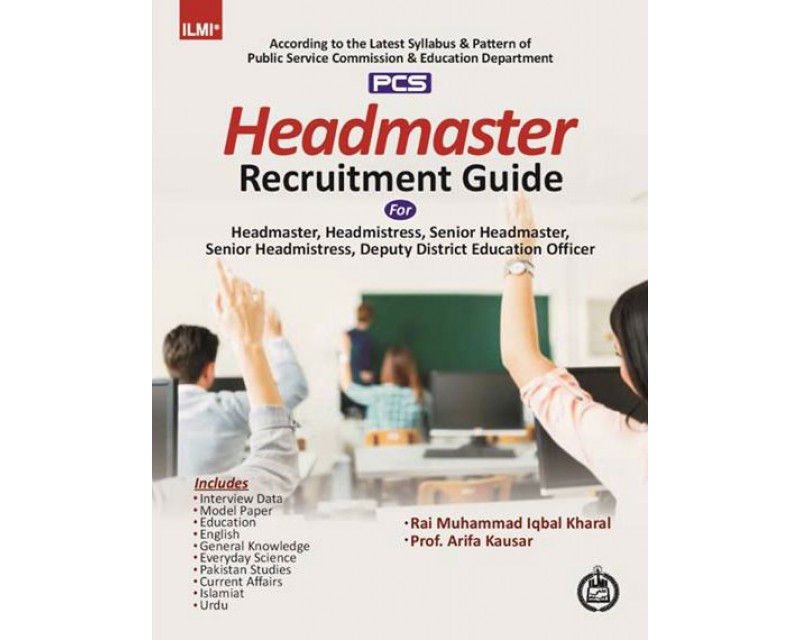 ILMI®
According to the Latest Syllabus & Pattern of
Public Service Commission & Education Department
PCS
Headmaster
Recruitment Guide
For
Headmaster, Headmistress, Senior Headmaster,
Senior Headmistress, Deputy District Education Officer
Includes
• Interview Data
• Model Paper
• Education
• English
• General Knowledge
• Everyday Science
• Pakistan Studies
• Current Affairs
• Islamiat
• Urdu
• Rai Muhammad Iqbal Kharal
• Prof. Arifa Kausar
ILMI